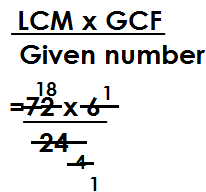 LCM x GCF
Given number
18 1
=72 x 6
24
4
1